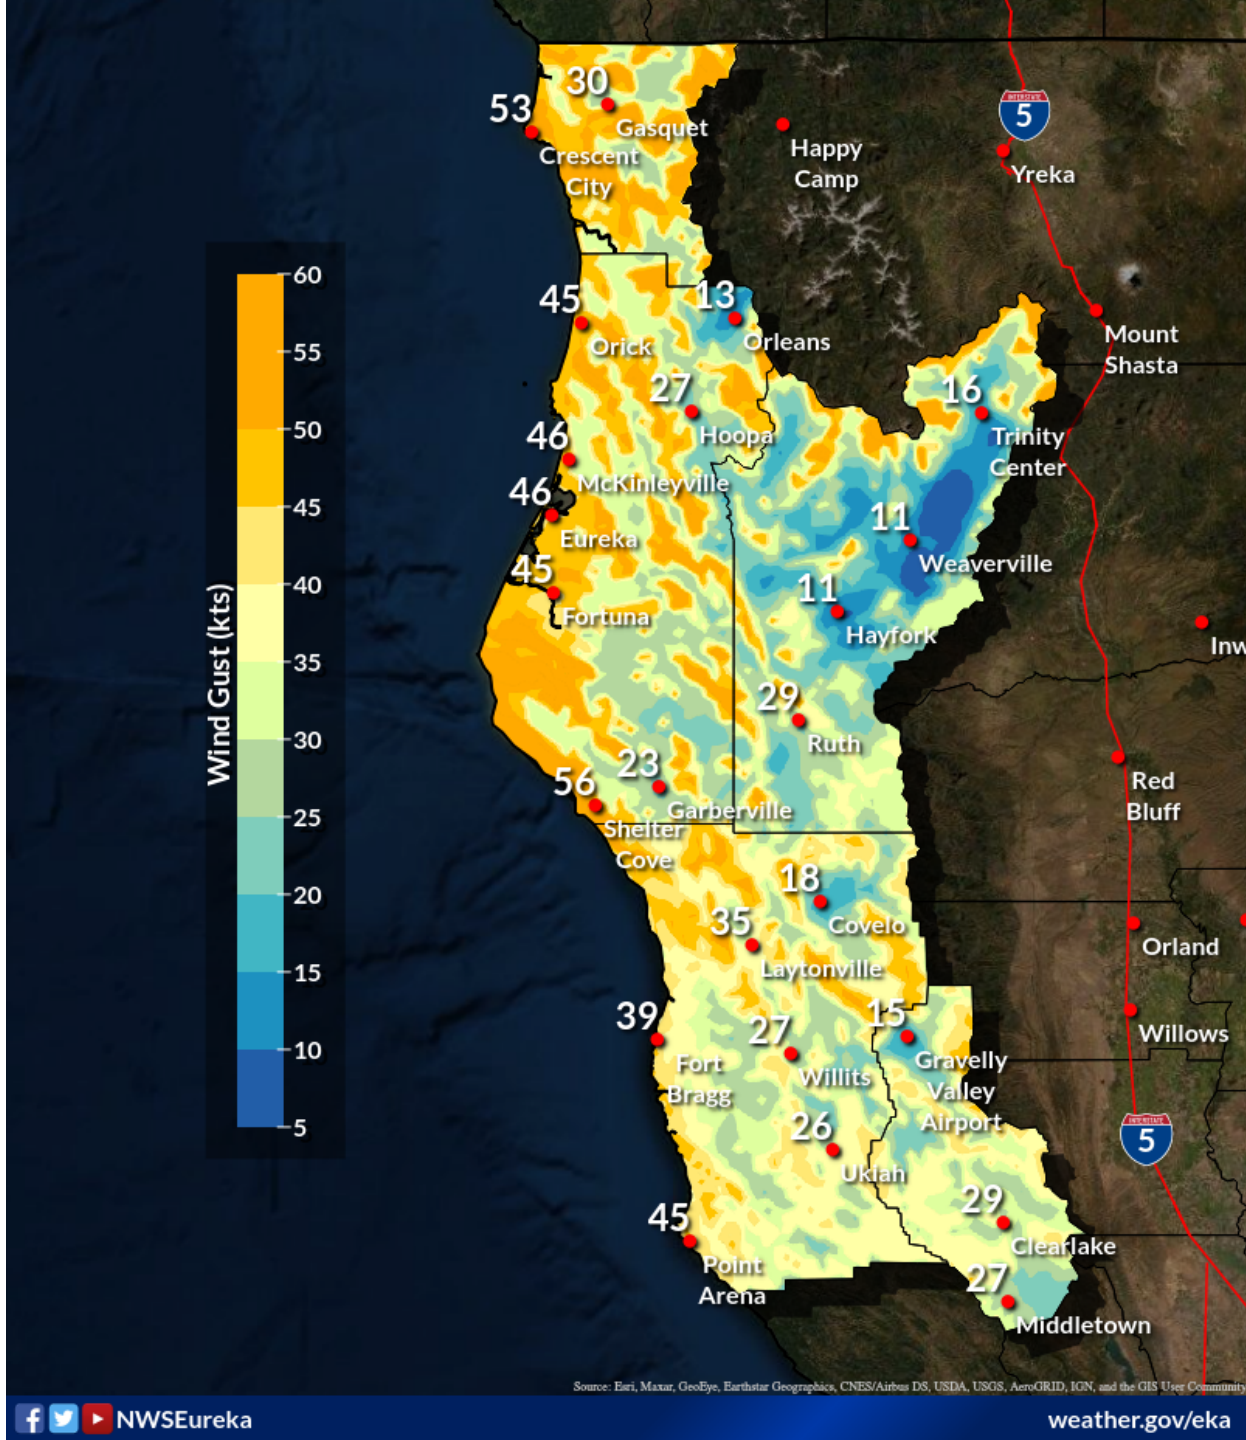 30
53
Gasquet
Crescent
City
Happy
Camp
INTERSTATE
5
Yreka
60
55
50
45
40
35
30
25
20
15
10
5
Wind Gust (kts)
45
Orick
13
Orleans
Mount
Shasta
27
Hoopa
16
Trinity
Center
46
McKinleyville
46
Eureka
11
Weaverville
45
Fortuna
11
Hayfork
Inw
29
Ruth
23
Garberville
56
Shelter
Cove
Red
Bluff
18
Covelo
35
Laytonville
Orland
39
Fort
Bragg
27
Willits
15
Gravelly
Valley
Airport
Willows
26
Ukiah
INTERSTATE
5
45
Point
Arena
29
Clearlake
27
Middletown
Source: Esri, Maxar, GeoEye, Earthstar Geographics, CNES/Airbus DS, USDA, USGS, AeroGRID, IGN, and the GIS User Community
NWSEureka
weather.gov/eka